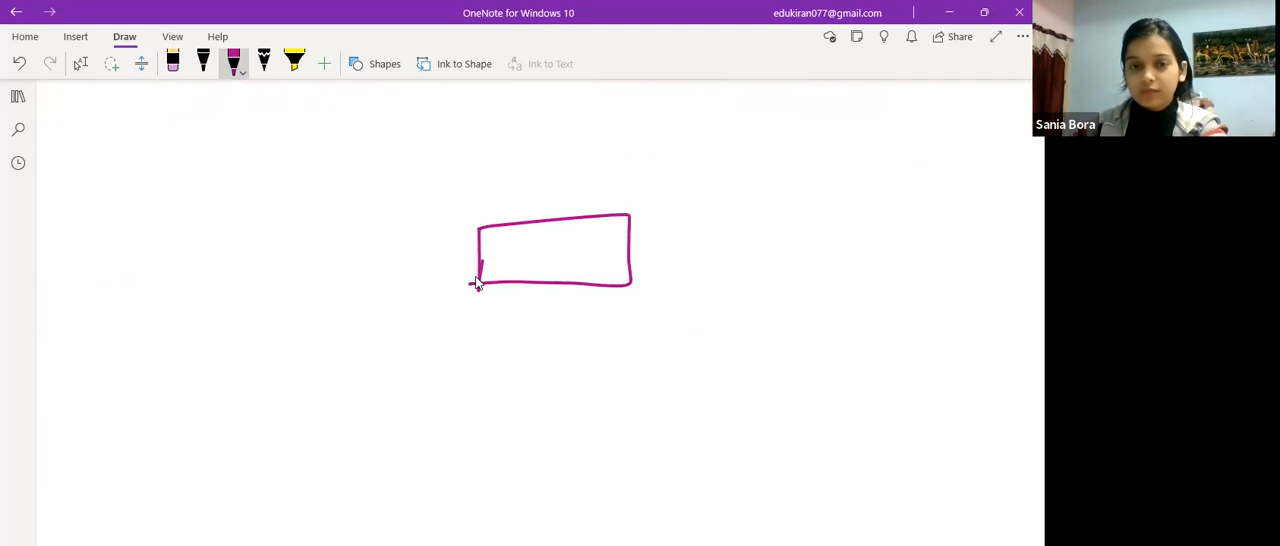 OneNote for Windows 10
edukiran077@gmail.com
Home Insert Draw View Help
Share
Shapes
Ink to Shape
Ink to Text
Sania Bora